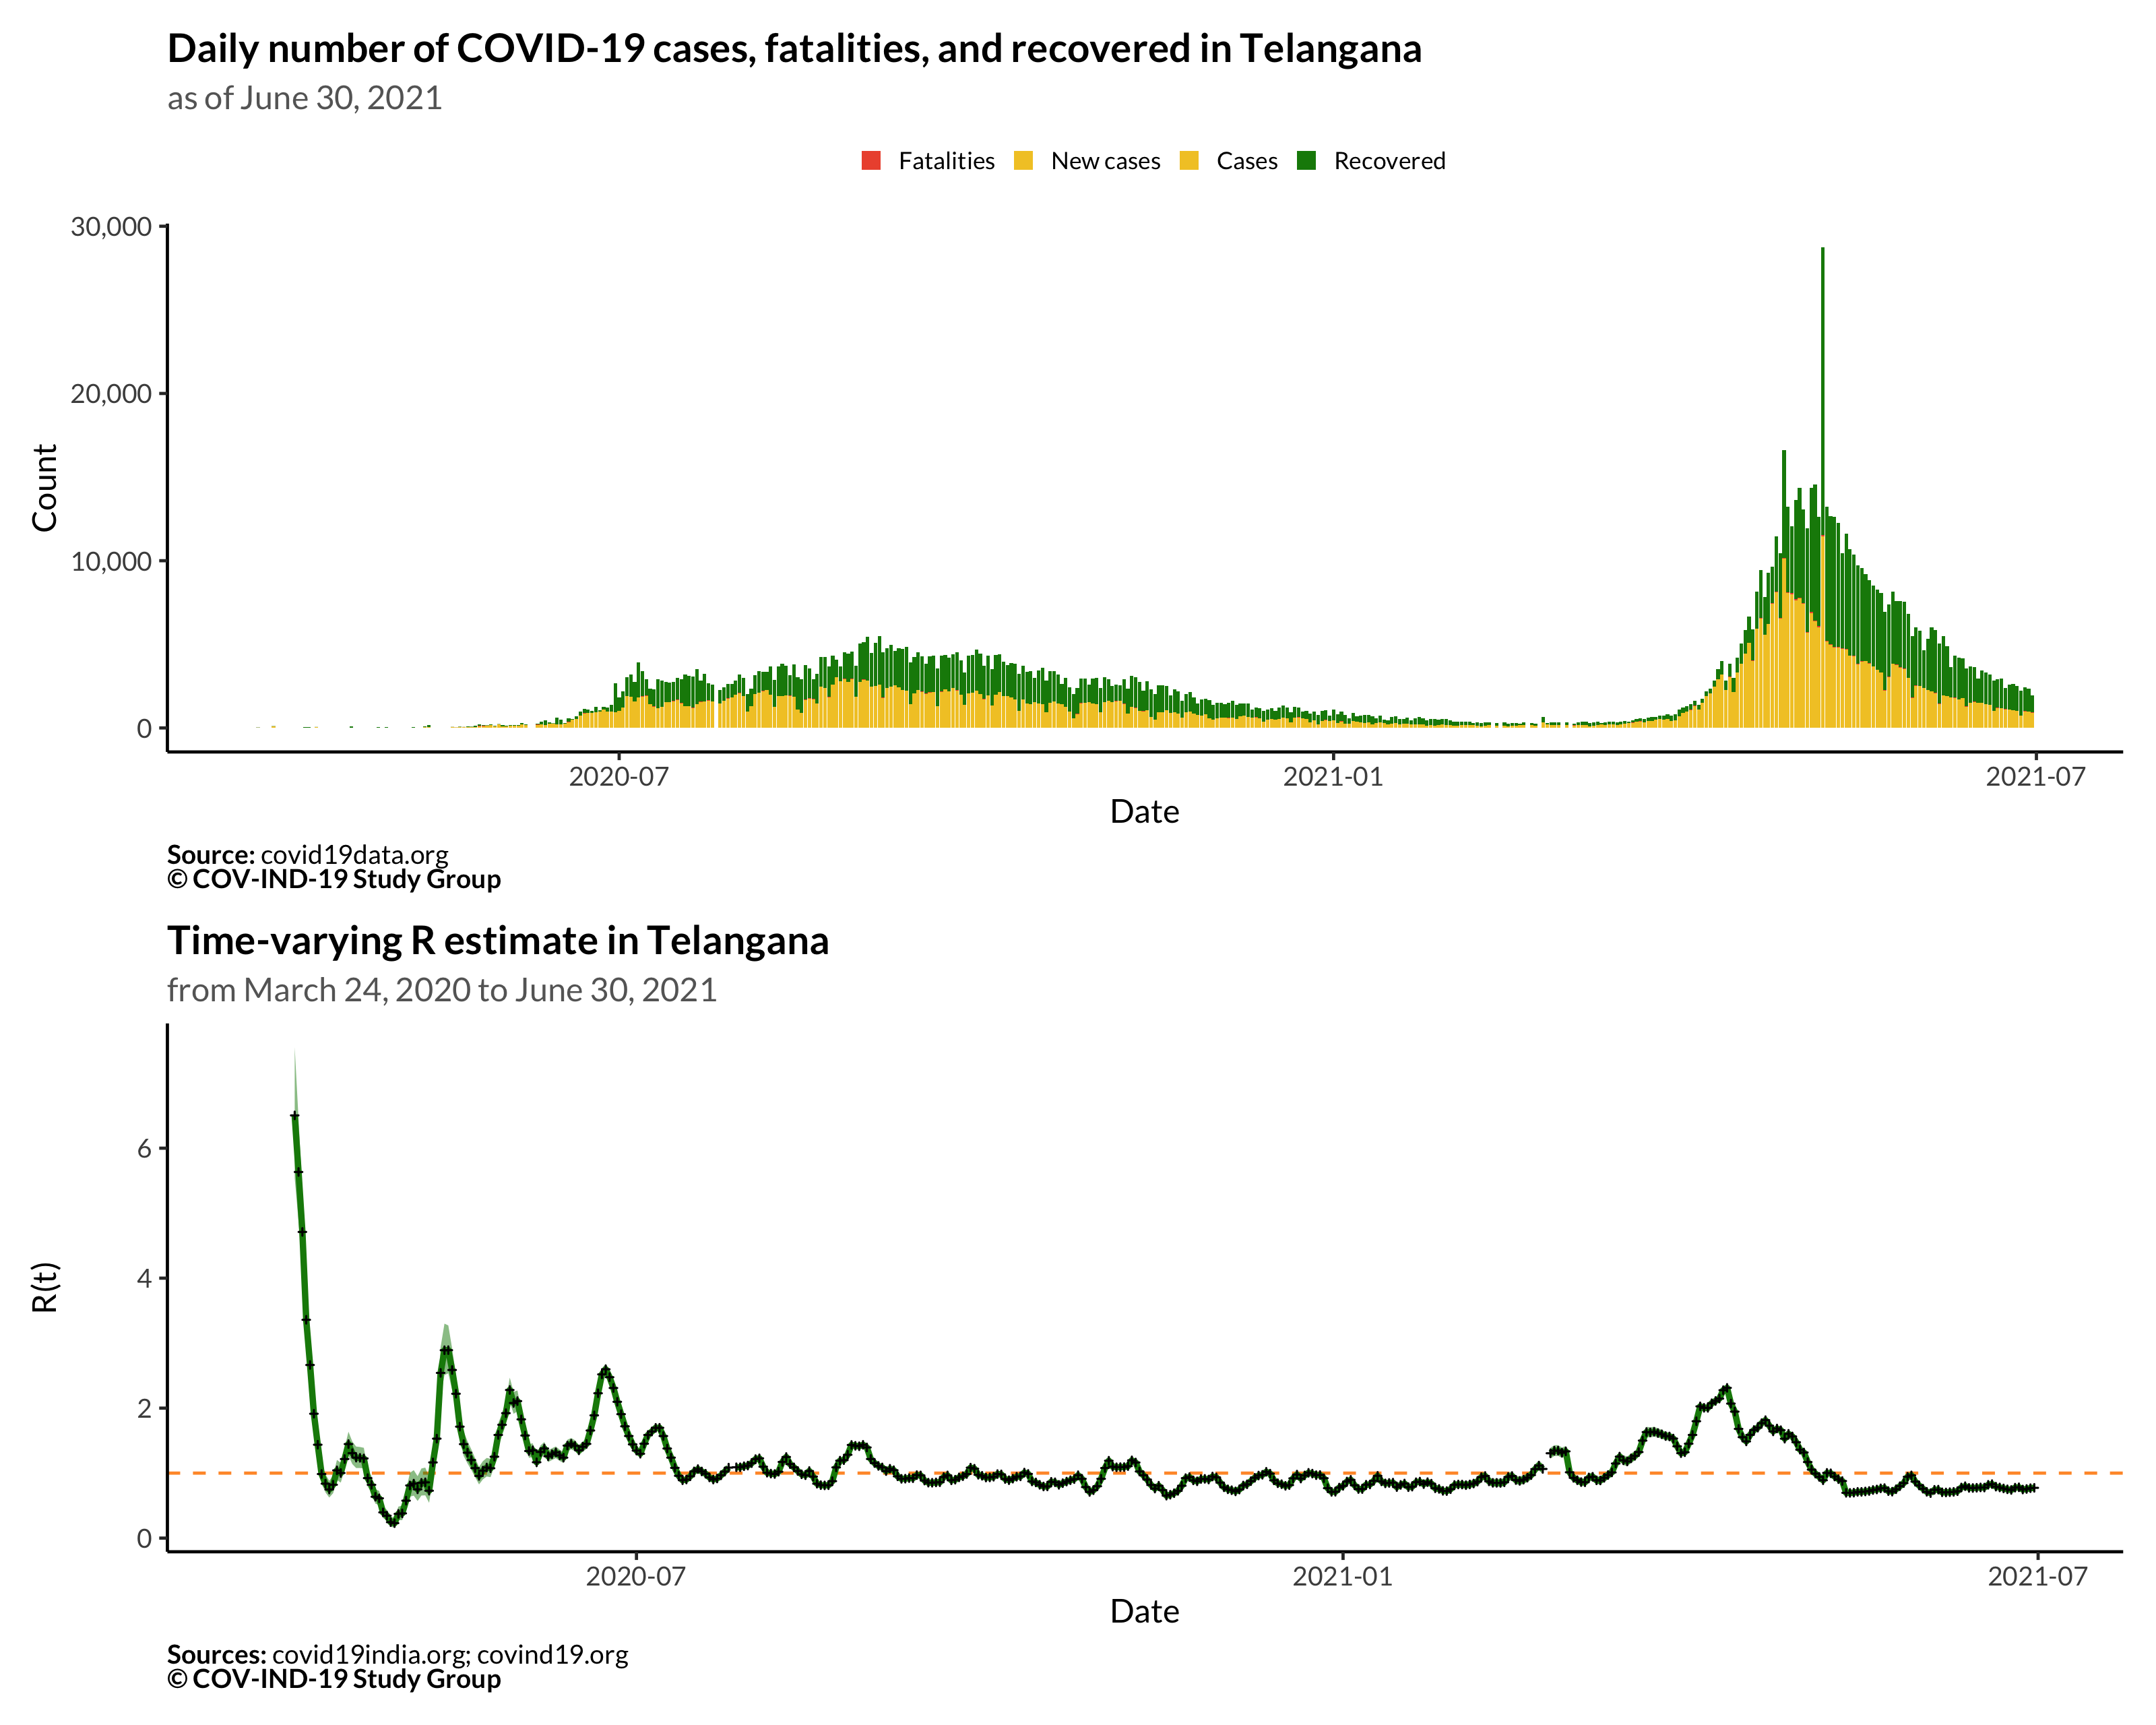 Daily number of COVID-19 cases, fatalities, and recovered in Telangana
as of June 30, 2021
Fatalities New cases Cases Recovered
30,000
20,000
10,000
0
Count
2020-07 2021-01 2021-07
Date
Source: covid19data.org
© COV-IND-19 Study Group
Time-varying R estimate in Telangana
from March 24, 2020 to June 30, 2021
6
4
2
0
R(t)
2020-07 2021-01 2021-07
Date
Sources: covid19india.org; covind19.org
© COV-IND-19 Study Group